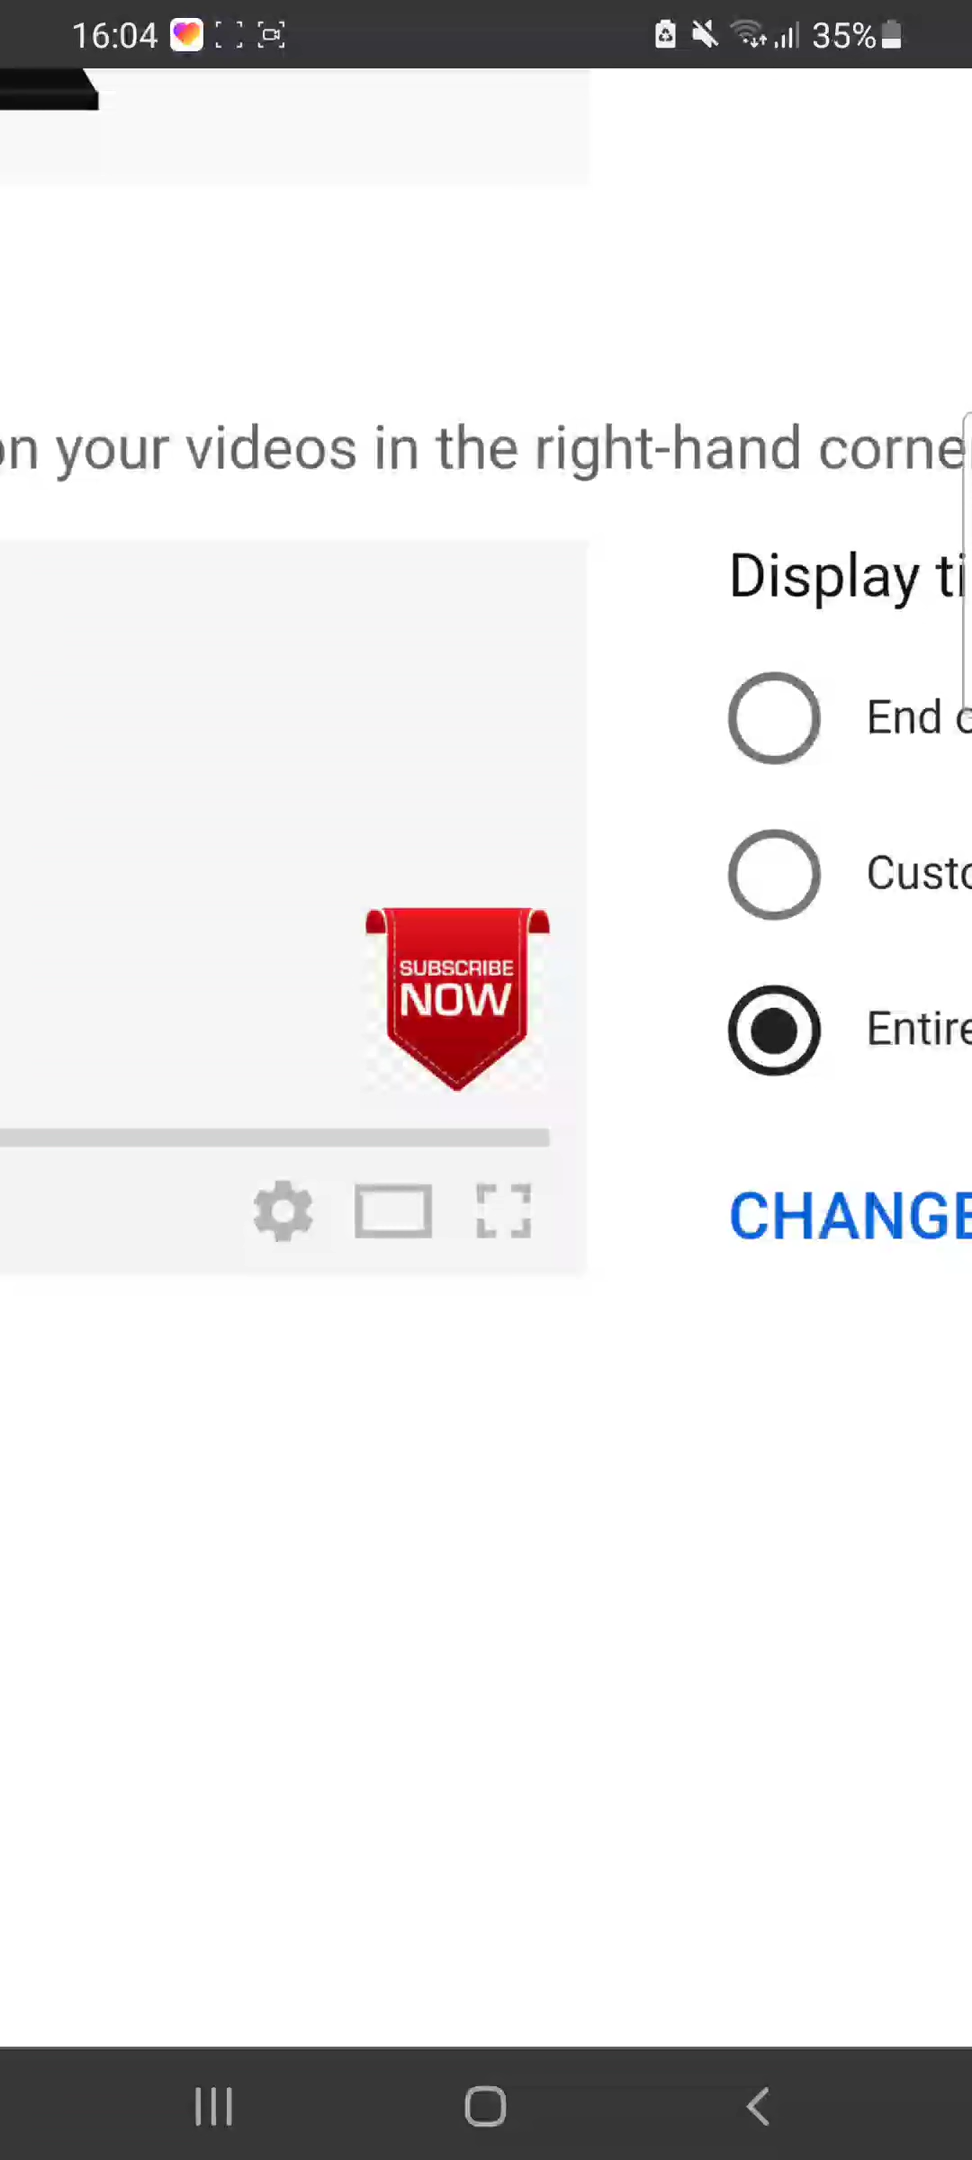 16:04 35%
on your videos in the right-hand corne
Display ti
End
Custo
Entire
SUBSCRIBE
NOW
CHANGE